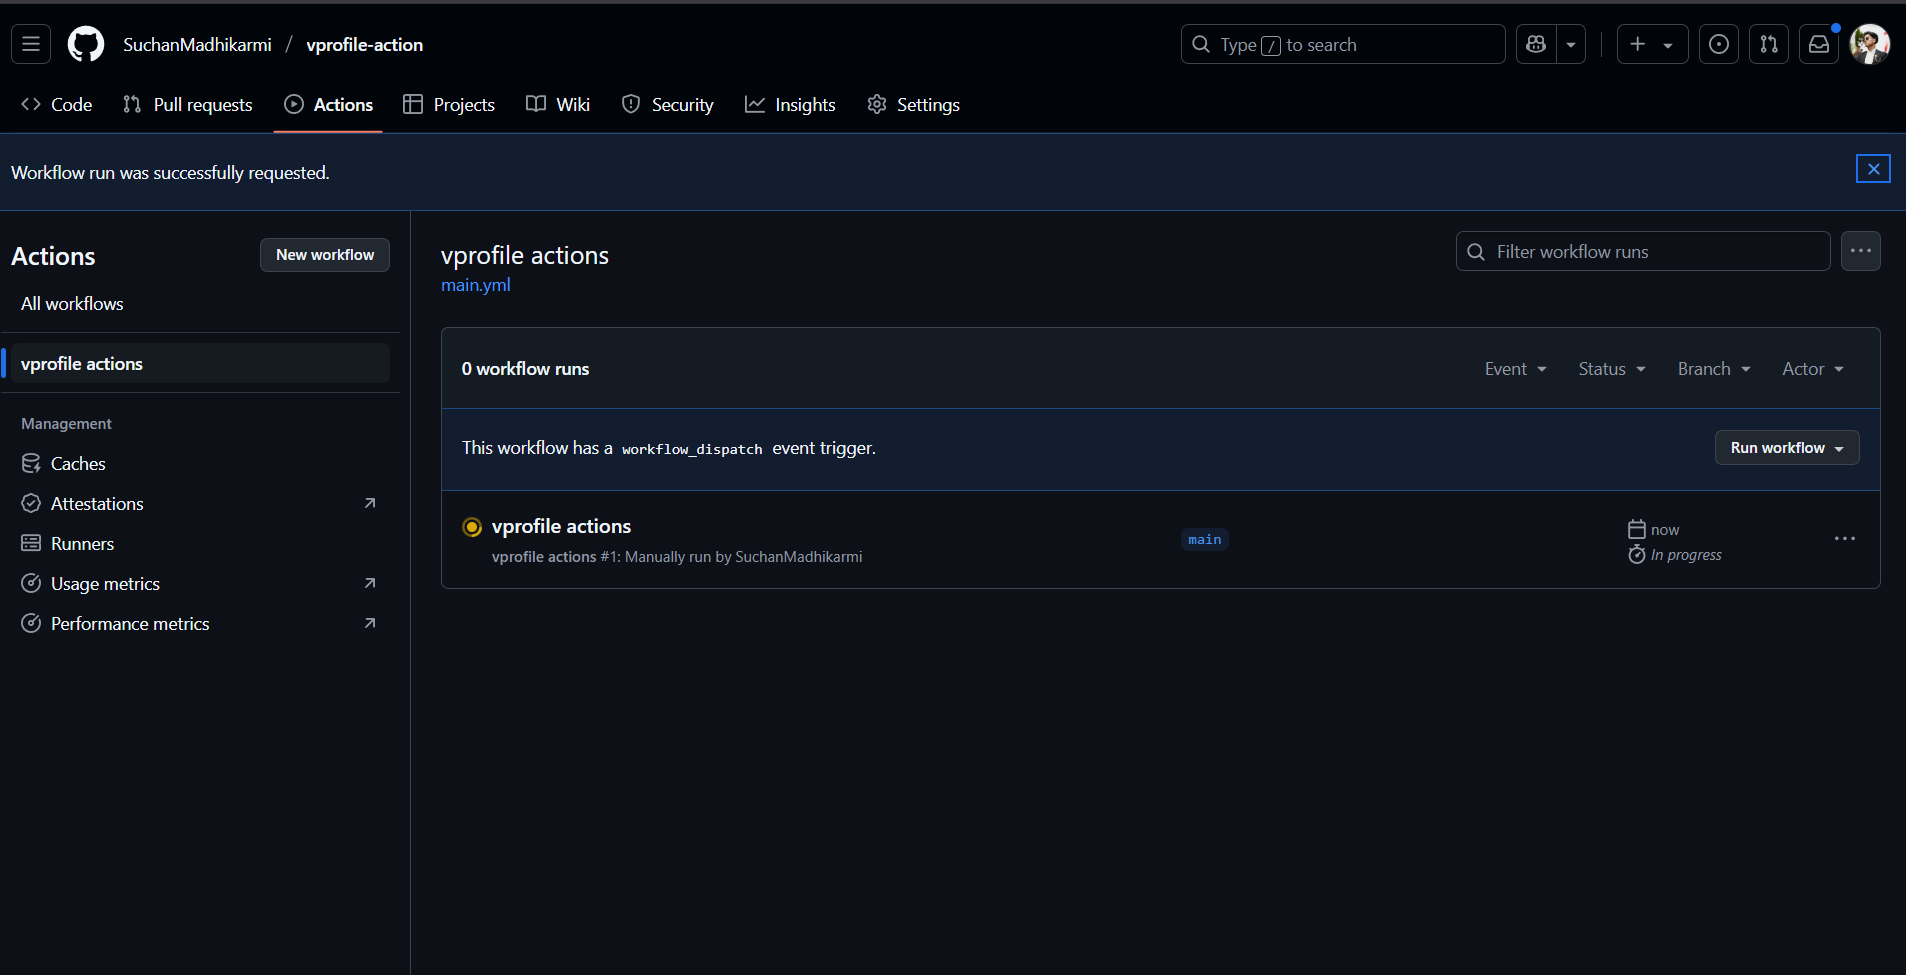 SuchanMadhikarmi / vprofile-action
Type / to search
Code
Pull requests
Actions
Projects
Wiki
Security
Insights
Settings
Workflow run was successfully requested.
Actions
New workflow
All workflows
vprofile actions
Management
Caches
Attestations
Runners
Usage metrics
Performance metrics
vprofile actions
main.yml
Filter workflow runs
0 workflow runs
Event
Status
Branch
Actor
This workflow has a workflow_dispatch event trigger.
Run workflow
vprofile actions
vprofile actions #1: Manually run by SuchanMadhikarmi
main
now
In progress